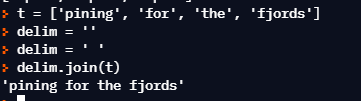 > t = ['pining', 'for', 'the', 'fjords']
> delim = ''
> delim = ' '
> delim.join(t)
'pining for the fjords'